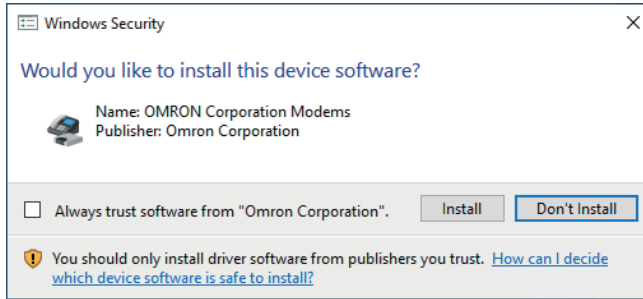 Windows Security
Would you like to install this device software?
Name: OMRON Corporation Modems
Publisher: Omron Corporation
Always trust software from "Omron Corporation".
Install
Don't Install
You should only install driver software from publishers you trust. How can I decide
which device software is safe to install?